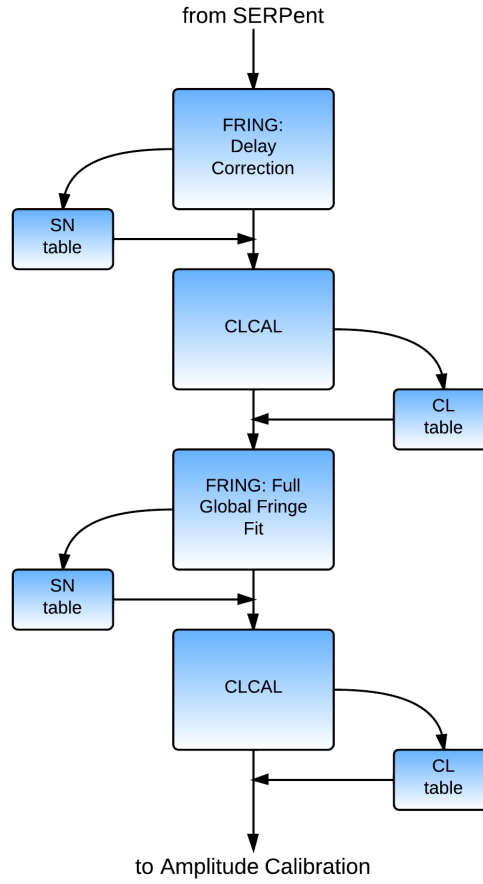 from SERPent
FRING:
Delay
Correction
SN
table
CLCAL
CL
table
FRING: Full
Global Fringe
Fit
SN
table
CLCAL
CL
table
to Amplitude Calibration